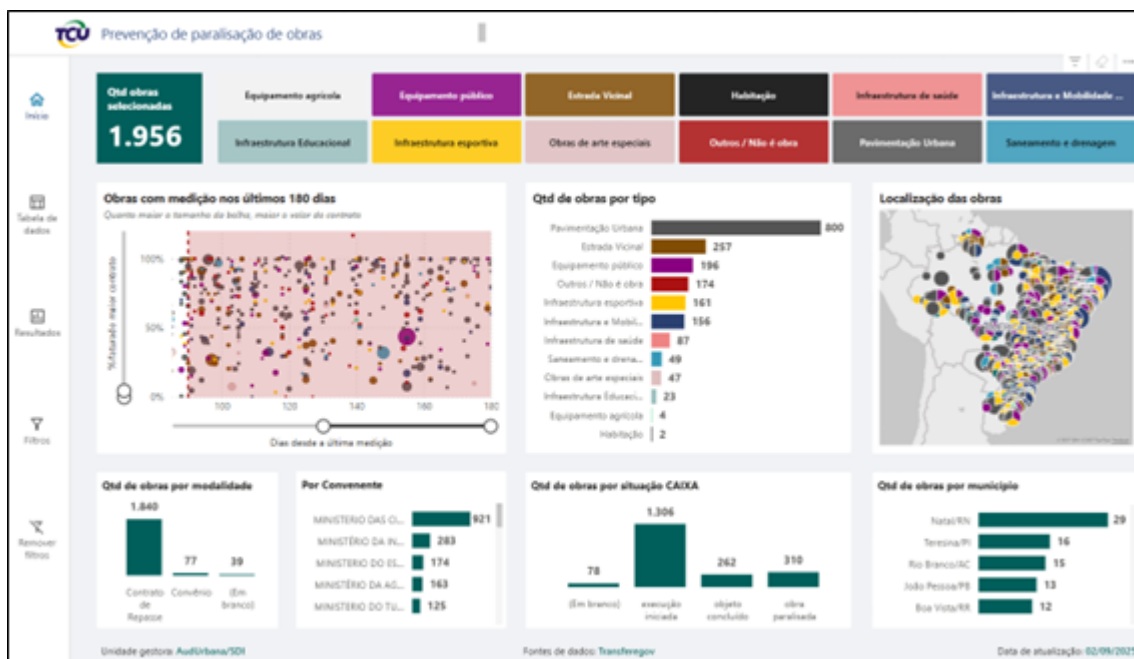 TCU Prevenção de paralisação de obras
Início
Tabela de
dados
Resultados
Filtros
Remover
filtros
Qtd obras
selecionadas
1.956
Equipamento agrícola
Equipamento público
Estrada Vicinal
Habitação
Infraestrutura de saúde
Infraestrutura e Mobilidade ...
Infraestrutura Educacional
Infraestrutura esportiva
Obras de arte especiais
Outros / Não é obra
Pavimentação Urbana
Saneamento e drenagem
Obras com medição nos últimos 180 dias
Quanto maior o tamanho da bolha, maior o valor do contrato
%faturado maior contrato
100%
50%
0%
100 120 140 160 180
Dias desde a última medição
Qtd de obras por tipo
Pavimentação Urbana 800
Estrada Vicinal 257
Equipamento público 196
Outros / Não é obra 174
Infraestrutura esportiva 161
Infraestrutura e Mobil... 156
Infraestrutura de saúde 87
Saneamento e drena... 49
Obras de arte especiais 47
Infraestrutura Educaci... 23
Equipamento agrícola 4
Habitação 2
Localização das obras
Qtd de obras por modalidade
1.840
77
39
Contrato
de
Repasse
Convênio
(Em
branco)
Por Convenente
MINISTERIO DAS CI... 921
MINISTÉRIO DA IN... 283
MINISTERIO DO ES... 174
MINISTÉRIO DA AG... 163
MINISTERIO DO TU... 125
Qtd de obras por situação CAIXA
78
1.306
262
310
(Em branco)
execução
iniciada
objeto
concluído
obra
paralisada
Qtd de obras por município
Natal/RN 29
Teresina/PI 16
Rio Branco/AC 15
João Pessoa/PB 13
Boa Vista/RR 12
Unidade gestora: AudUrbana/SDI
Fontes de dados: Transferegov
Data de atualização: 02/09/2025